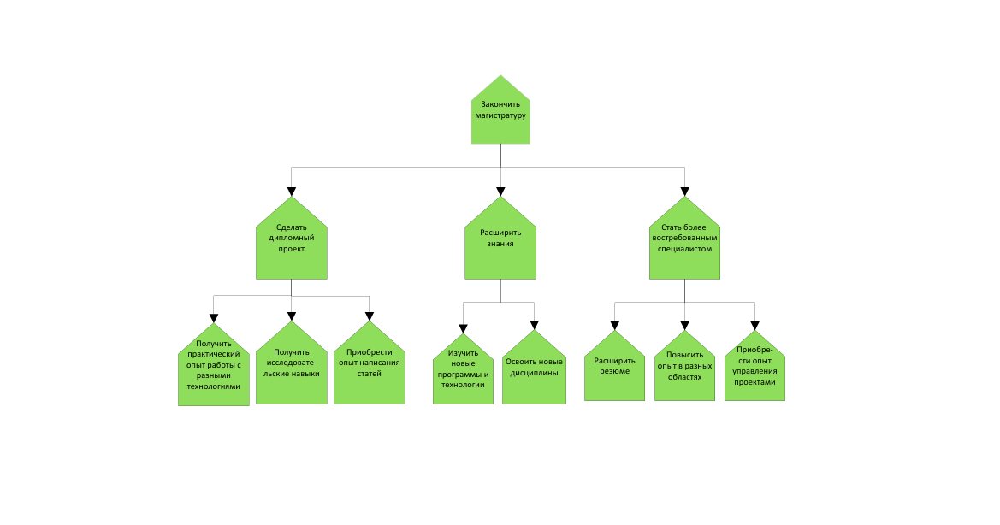 Закончить
магистратуру
Сделать
дипломный
проект
Расширить
знания
Стать более
востребованным
специалистом
Получить
практический
опыт работы с
разными
технологиями
Получить
исследовате-
льские навыки
Приобрести
опыт написания
статей
Изучить
новые
программы и
технологии
Освоить новые
дисциплины
Расширить
резюме
Повысить
опыт в разных
областях
Приобре-
сти опыт
управления
проектами